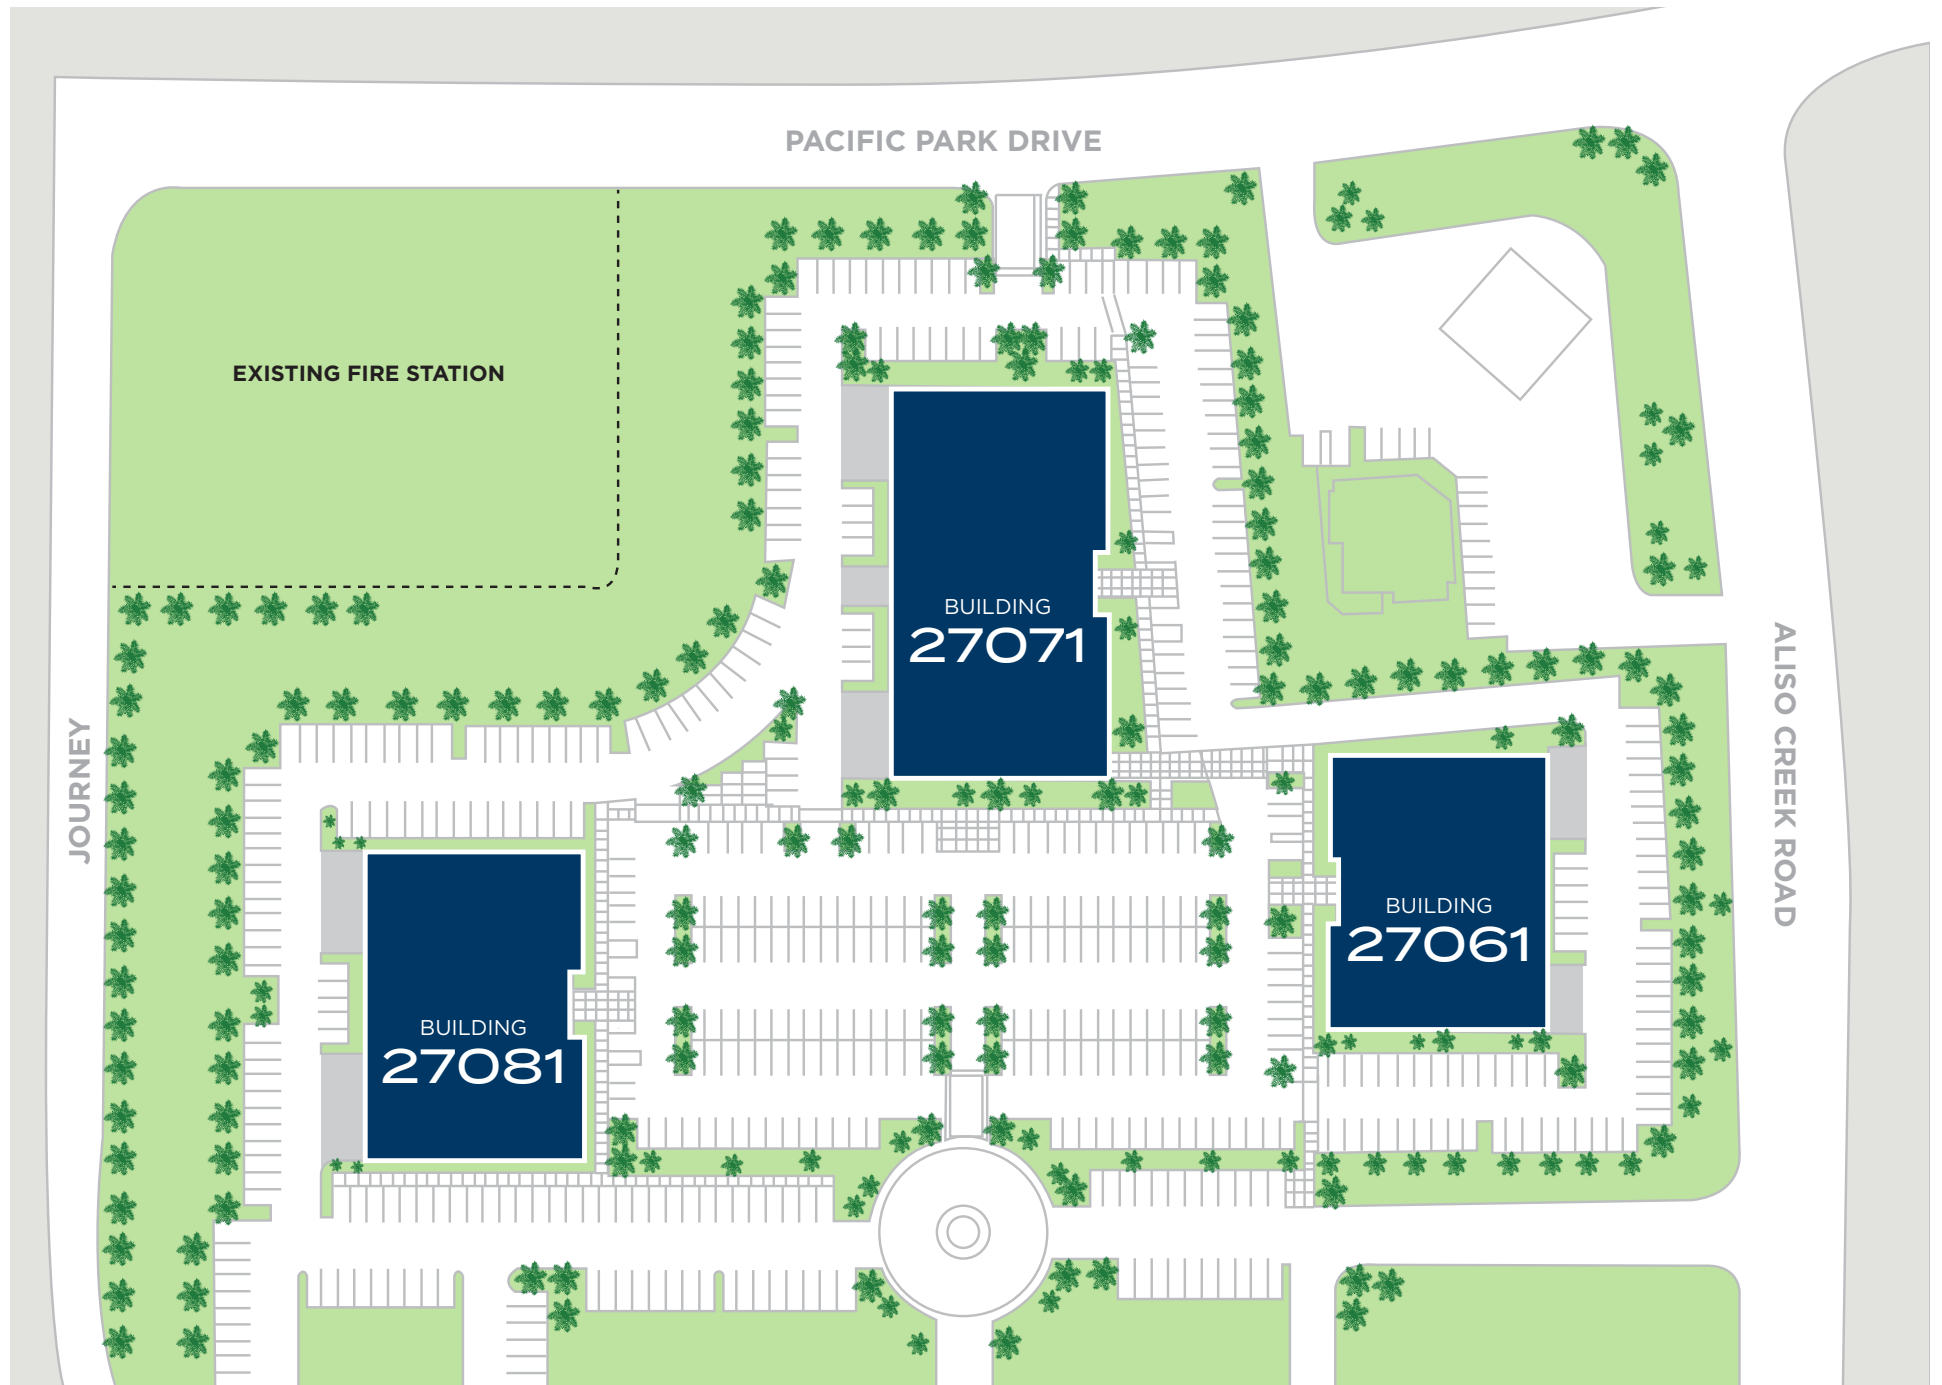 PACIFIC PARK DRIVE
EXISTING FIRE STATION
BUILDING
27071
ALISO CREEK ROAD
JOURNEY
BUILDING
27061
BUILDING
27081